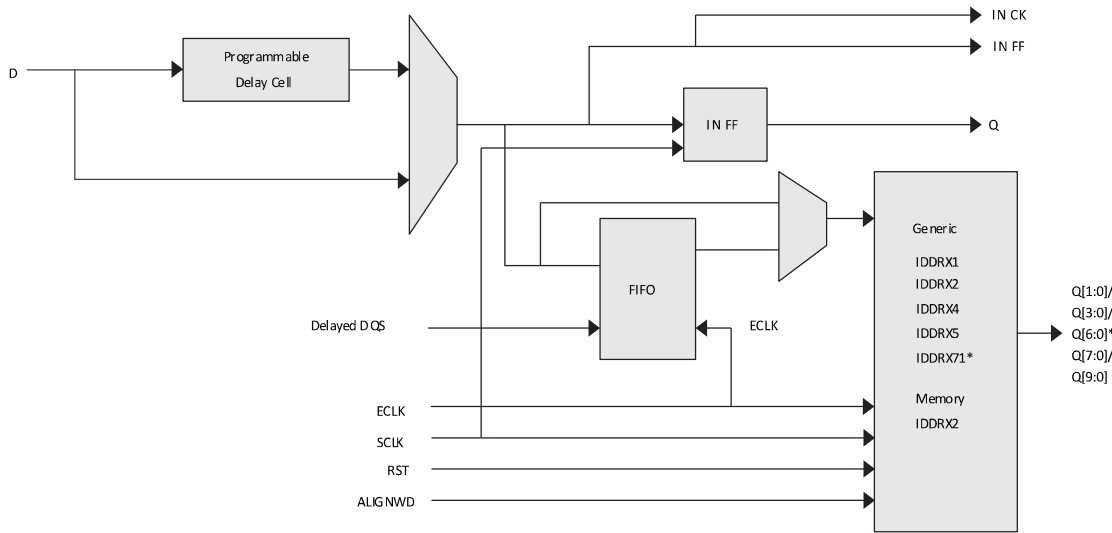 IN CK
IN FF
D
Programmable
Delay Cell
IN FF
Q
Generic
IDDRX1
IDDRX2
IDDRX4
IDDRX5
IDDRX71*
Memory
IDDRX2
FIFO
Delayed DQS
ECLK
Q[1:0]/
Q[3:0]/
Q[6:0]*
Q[7:0]/
Q[9:0]
ECLK
SCLK
RST
ALIGNWD